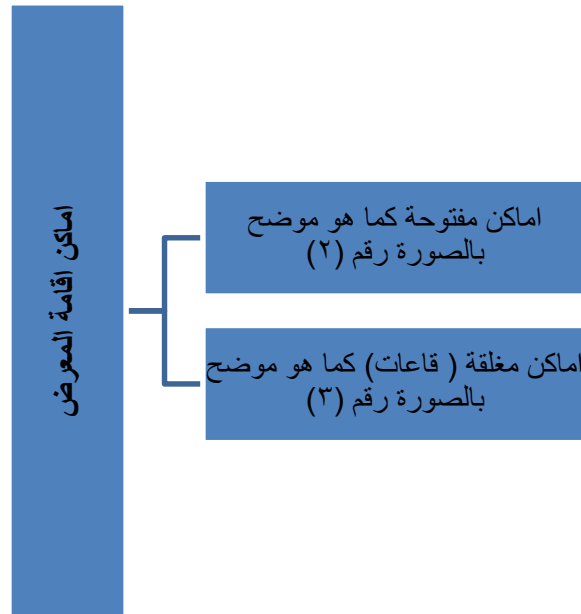 اماكن اقامة المعرض
اماكن مفتوحة كما هو موضح
بالصورة رقم (٢)
اماكن مغلقة ( قاعات) كما هو موضح
بالصورة رقم (٣)